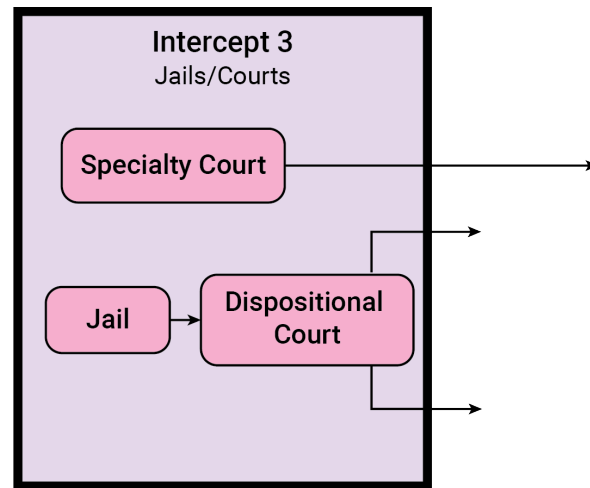 Intercept 3
Jails/Courts
Specialty Court
Jail
Dispositional
Court